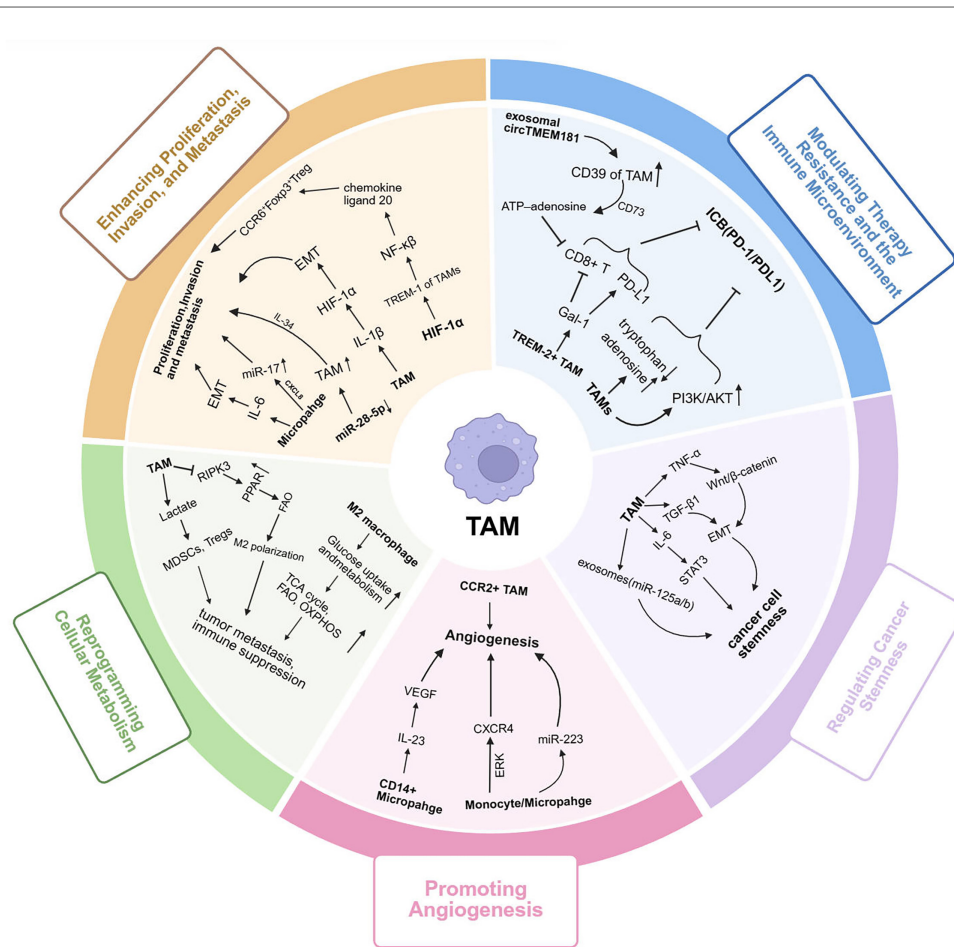 Enhancing Proliferation,
Invasion, and Metastasis
CCR6+Foxp3+Treg
chemokine
ligand 20
NF-κβ
TREM-1 of TAMs
HIF-1α
EMT
HIF-1α
IL-1β
TAM
Proliferation,Invasion
and metastasis
IL-34
TAM
miR-28-5p
miR-17
CXCL8
EMT
IL-6
Micropahge
Modulating Therapy
Resistance and the
Immune Microenvironment
exosomal
circTMEM181
CD39 of TAM
CD73
ATP–adenosine
CD8+ T
PD-L1
ICB(PD-1/PDL1)
Gal-1
TREM-2+ TAM
tryptophan
adenosine
TAMs
PI3K/AKT
TAM
Regulating Cancer
Stemness
TNF-α
Wnt/β-catenin
TAM
TGF-β1
EMT
IL-6
STAT3
exosomes(miR-125a/b)
cancer cell
stemness
Promoting
Angiogenesis
CCR2+ TAM
Angiogenesis
VEGF
IL-23
CD14+
Micropahge
CXCR4
ERK
miR-223
Monocyte/Micropahge
Reprogramming
Cellular Metabolism
TAM
RIPK3
PPAR
FAO
Lactate
MDSCs, Tregs
M2 polarization
M2 macrophage
Glucose uptake
andmetabolism
TCA cycle,
FAO, OXPHOS
tumor metastasis,
immune suppression